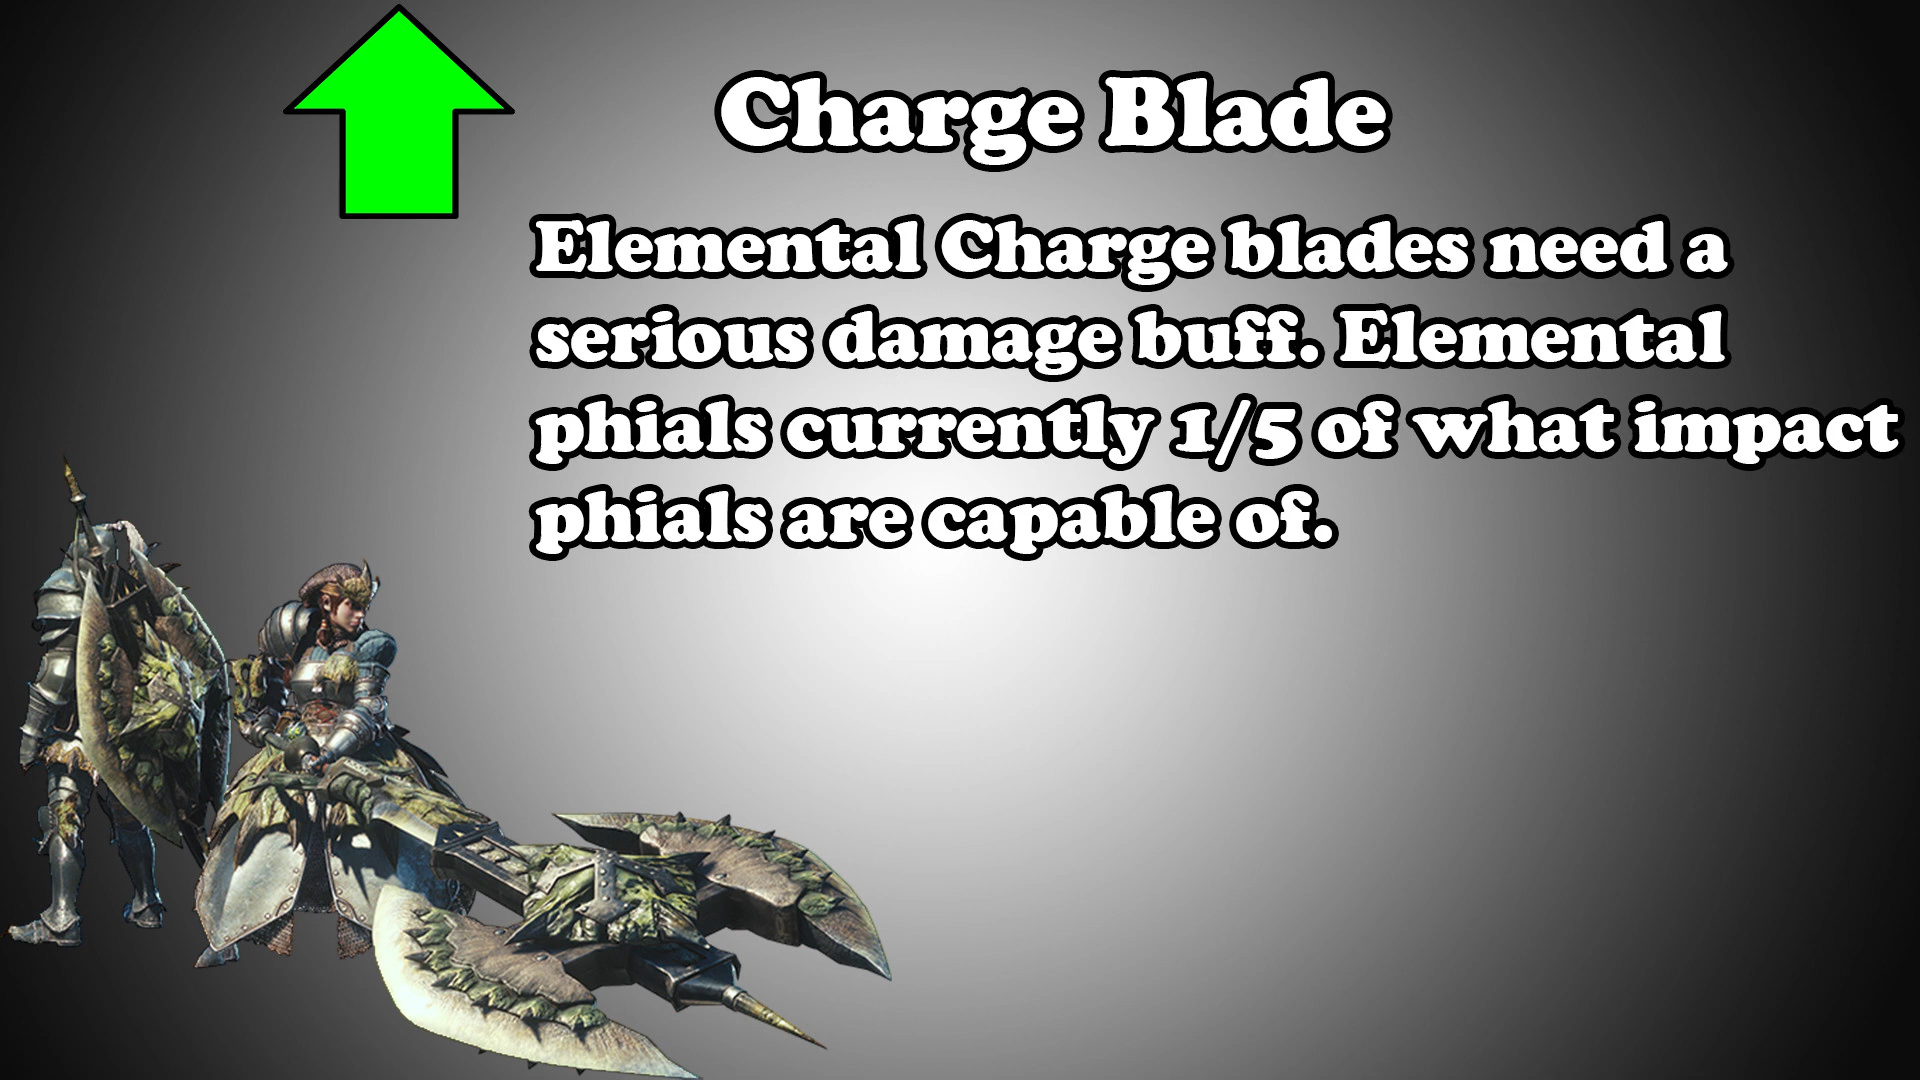 Charge Blade
Elemental Charge blades need a
serious damage buff. Elemental
phials currently 1/5 of what impact
phials are capable of.